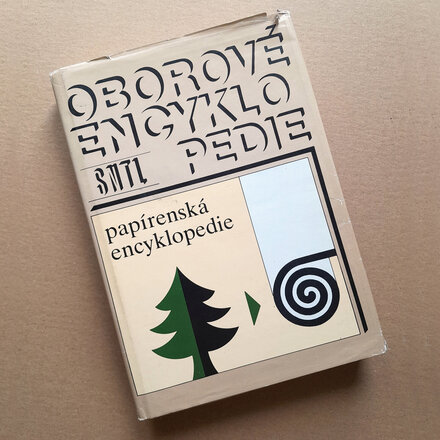 OBOROVÉ
ENCYKLO
SNTL PEDIE
papírenská
encyklopedie